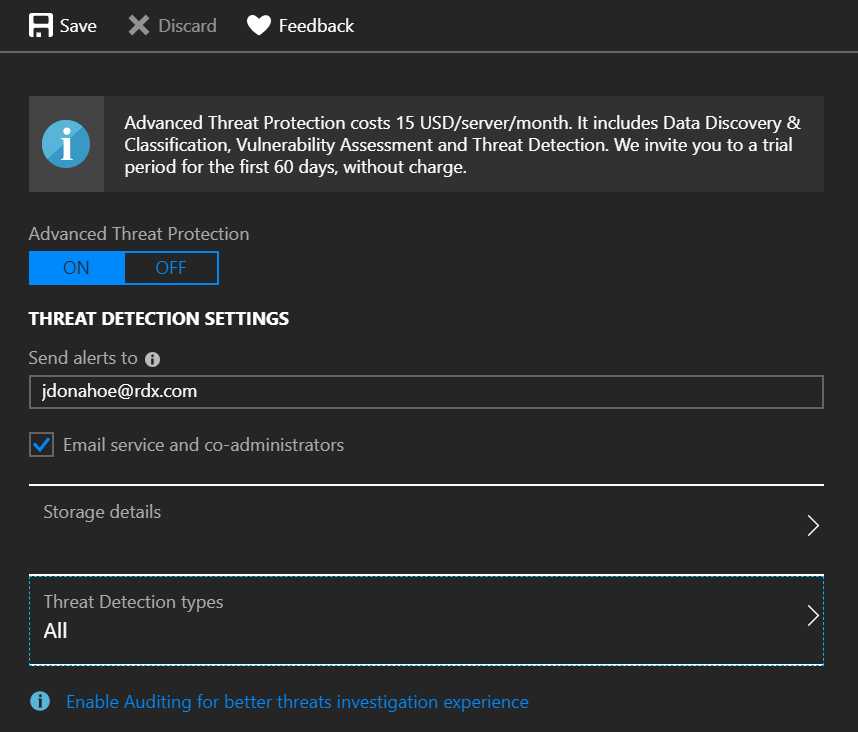 Save Discard Feedback
Advanced Threat Protection costs 15 USD/server/month. It includes Data Discovery &
Classification, Vulnerability Assessment and Threat Detection. We invite you to a trial
period for the first 60 days, without charge.
Advanced Threat Protection
ON OFF
THREAT DETECTION SETTINGS
Send alerts to
jdonahoe@rdx.com
Email service and co-administrators
Storage details
Threat Detection types
All
Enable Auditing for better threats investigation experience